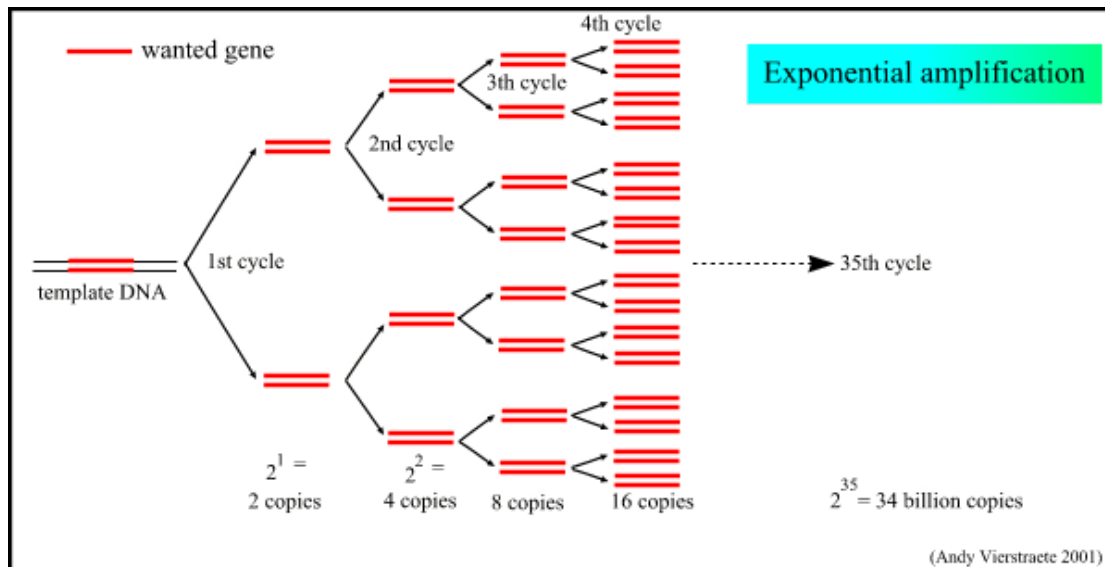 wanted gene
4th cycle
Exponential amplification
3th cycle
2nd cycle
1st cycle
template DNA
35th cycle
2^1 =
2 copies
2^2 =
4 copies
8 copies
16 copies
2^35 = 34 billion copies
(Andy Vierstraete 2001)